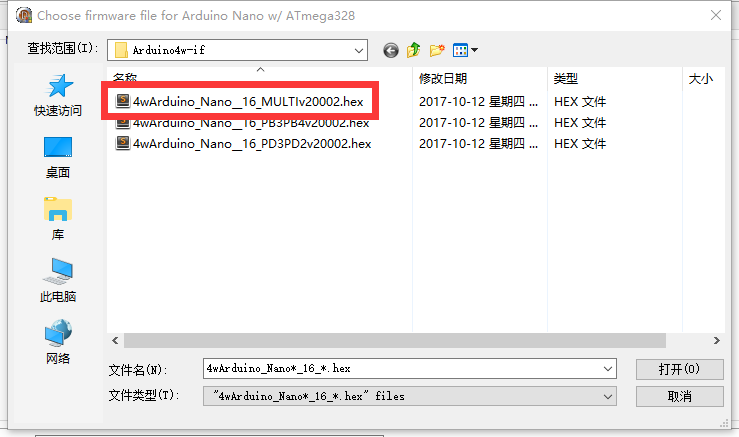 Choose firmware file for Arduino Nano w/ ATmega328
查找范围(I):
Arduino4w-if
快速访问
桌面
库
此电脑
网络
名称
修改日期
类型
大小
4wArduino_Nano__16_MULTIv20002.hex
2017-10-12 星期四 ...
HEX 文件
4wArduino_Nano__16_PB3PB4v20002.hex
2017-10-12 星期四 ...
HEX 文件
4wArduino_Nano__16_PD3PD2v20002.hex
2017-10-12 星期四 ...
HEX 文件
文件名(N):
4wArduino_Nano*_16_*.hex
打开(O)
文件类型(T):
"4wArduino_Nano*_16_*.hex" files
取消